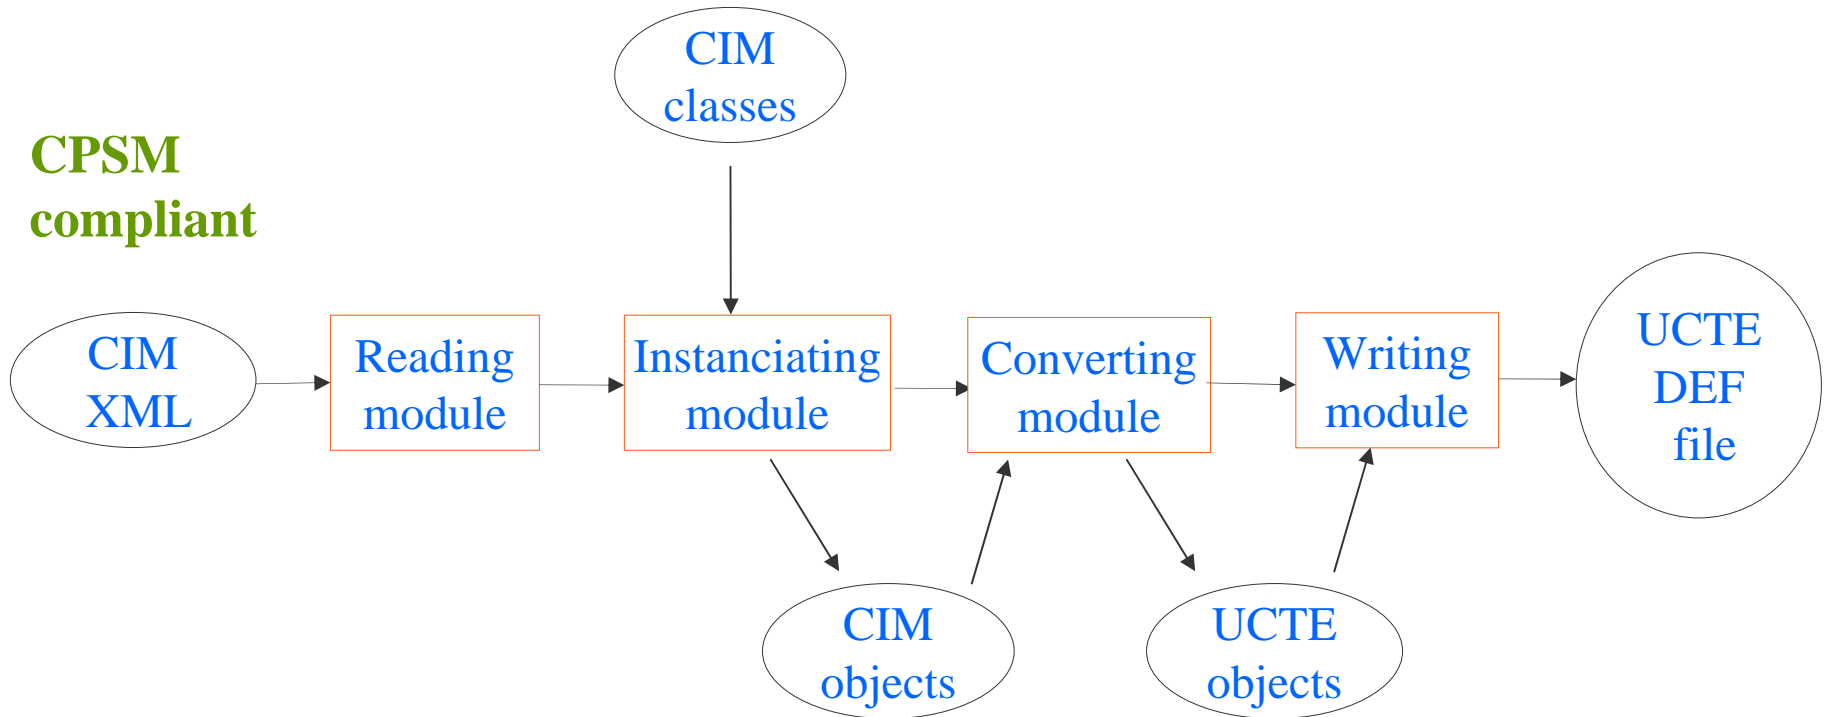 CIM
classes
CPSM
compliant
CIM
XML
Reading
module
Instanciating
module
Converting
module
Writing
module
UCTE
DEF
file
CIM
objects
UCTE
objects